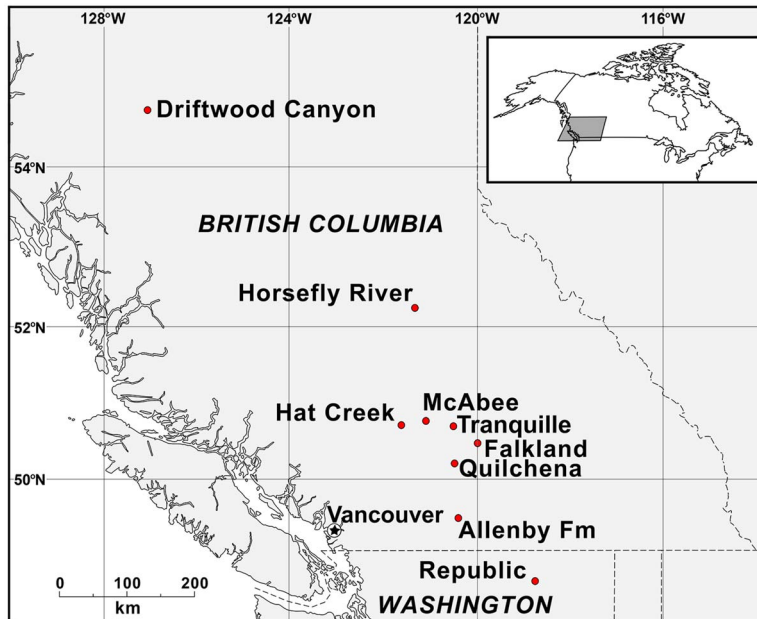 128°W 124°W 120°W 116°W
Driftwood Canyon
54°N
BRITISH COLUMBIA
Horsefly River
52°N
McAbee
Hat Creek
Tranquille
Falkland
Quilchena
50°N
Vancouver
Allenby Fm
Republic
0 100 200
km
WASHINGTON